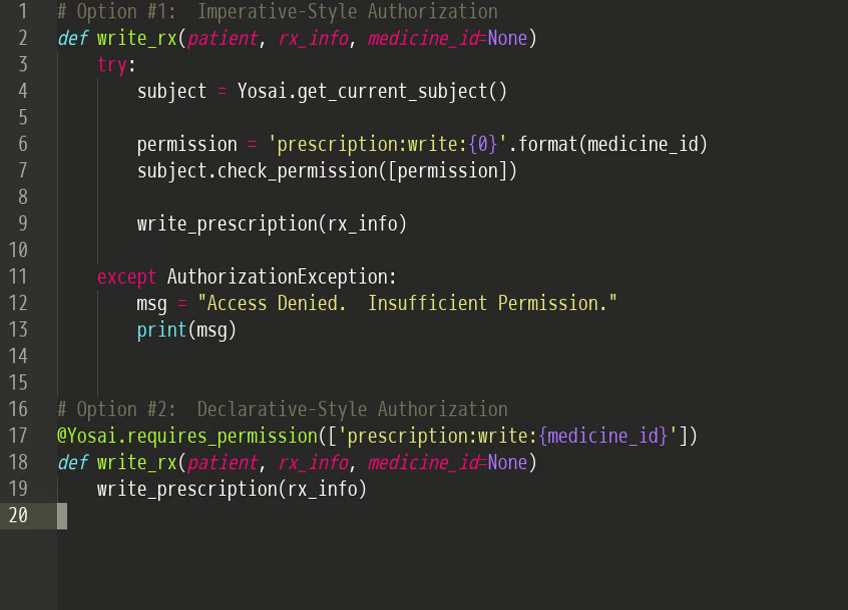 1 # Option #1:  Imperative-Style Authorization
2 def write_rx(patient, rx_info, medicine_id=None)
3     try:
4         subject = Yosai.get_current_subject()
5
6         permission = 'prescription:write:{0}'.format(medicine_id)
7         subject.check_permission([permission])
8
9         write_prescription(rx_info)
10
11     except AuthorizationException:
12         msg = "Access Denied.  Insufficient Permission."
13         print(msg)
14
15
16 # Option #2:  Declarative-Style Authorization
17 @Yosai.requires_permission(['prescription:write:{medicine_id}'])
18 def write_rx(patient, rx_info, medicine_id=None)
19     write_prescription(rx_info)
20